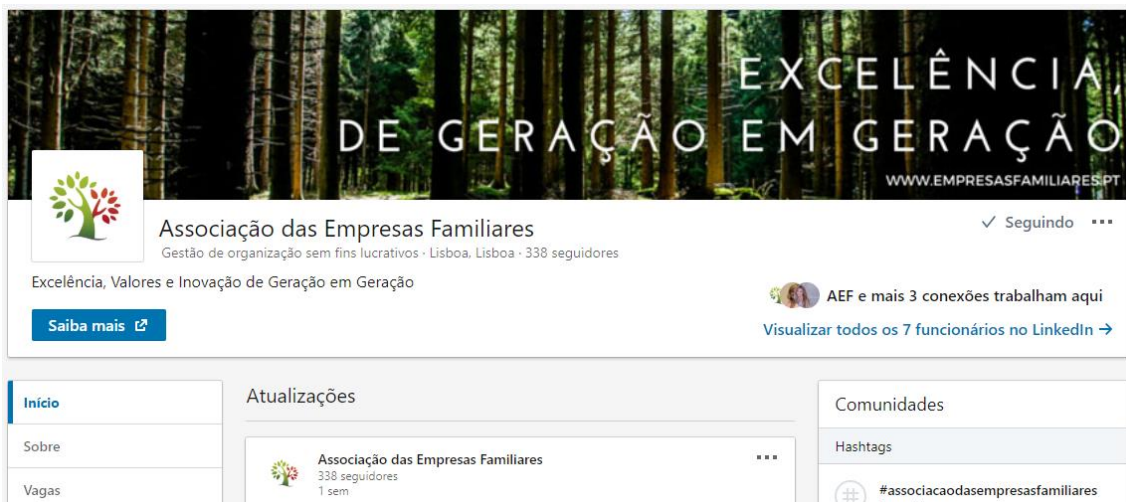 EXCELÊNCIA,
DE GERAÇÃO EM GERAÇÃO
WWW.EMPRESASFAMILIARES.PT
Associação das Empresas Familiares
Gestão de organização sem fins lucrativos · Lisboa, Lisboa · 338 seguidores
Seguindo
Excelência, Valores e Inovação de Geração em Geração
AEF e mais 3 conexões trabalham aqui
Saiba mais
Visualizar todos os 7 funcionários no LinkedIn →
Início
Sobre
Vagas
Atualizações
Associação das Empresas Familiares
338 seguidores
1 sem
Comunidades
Hashtags
#associacaodasempresasfamiliares